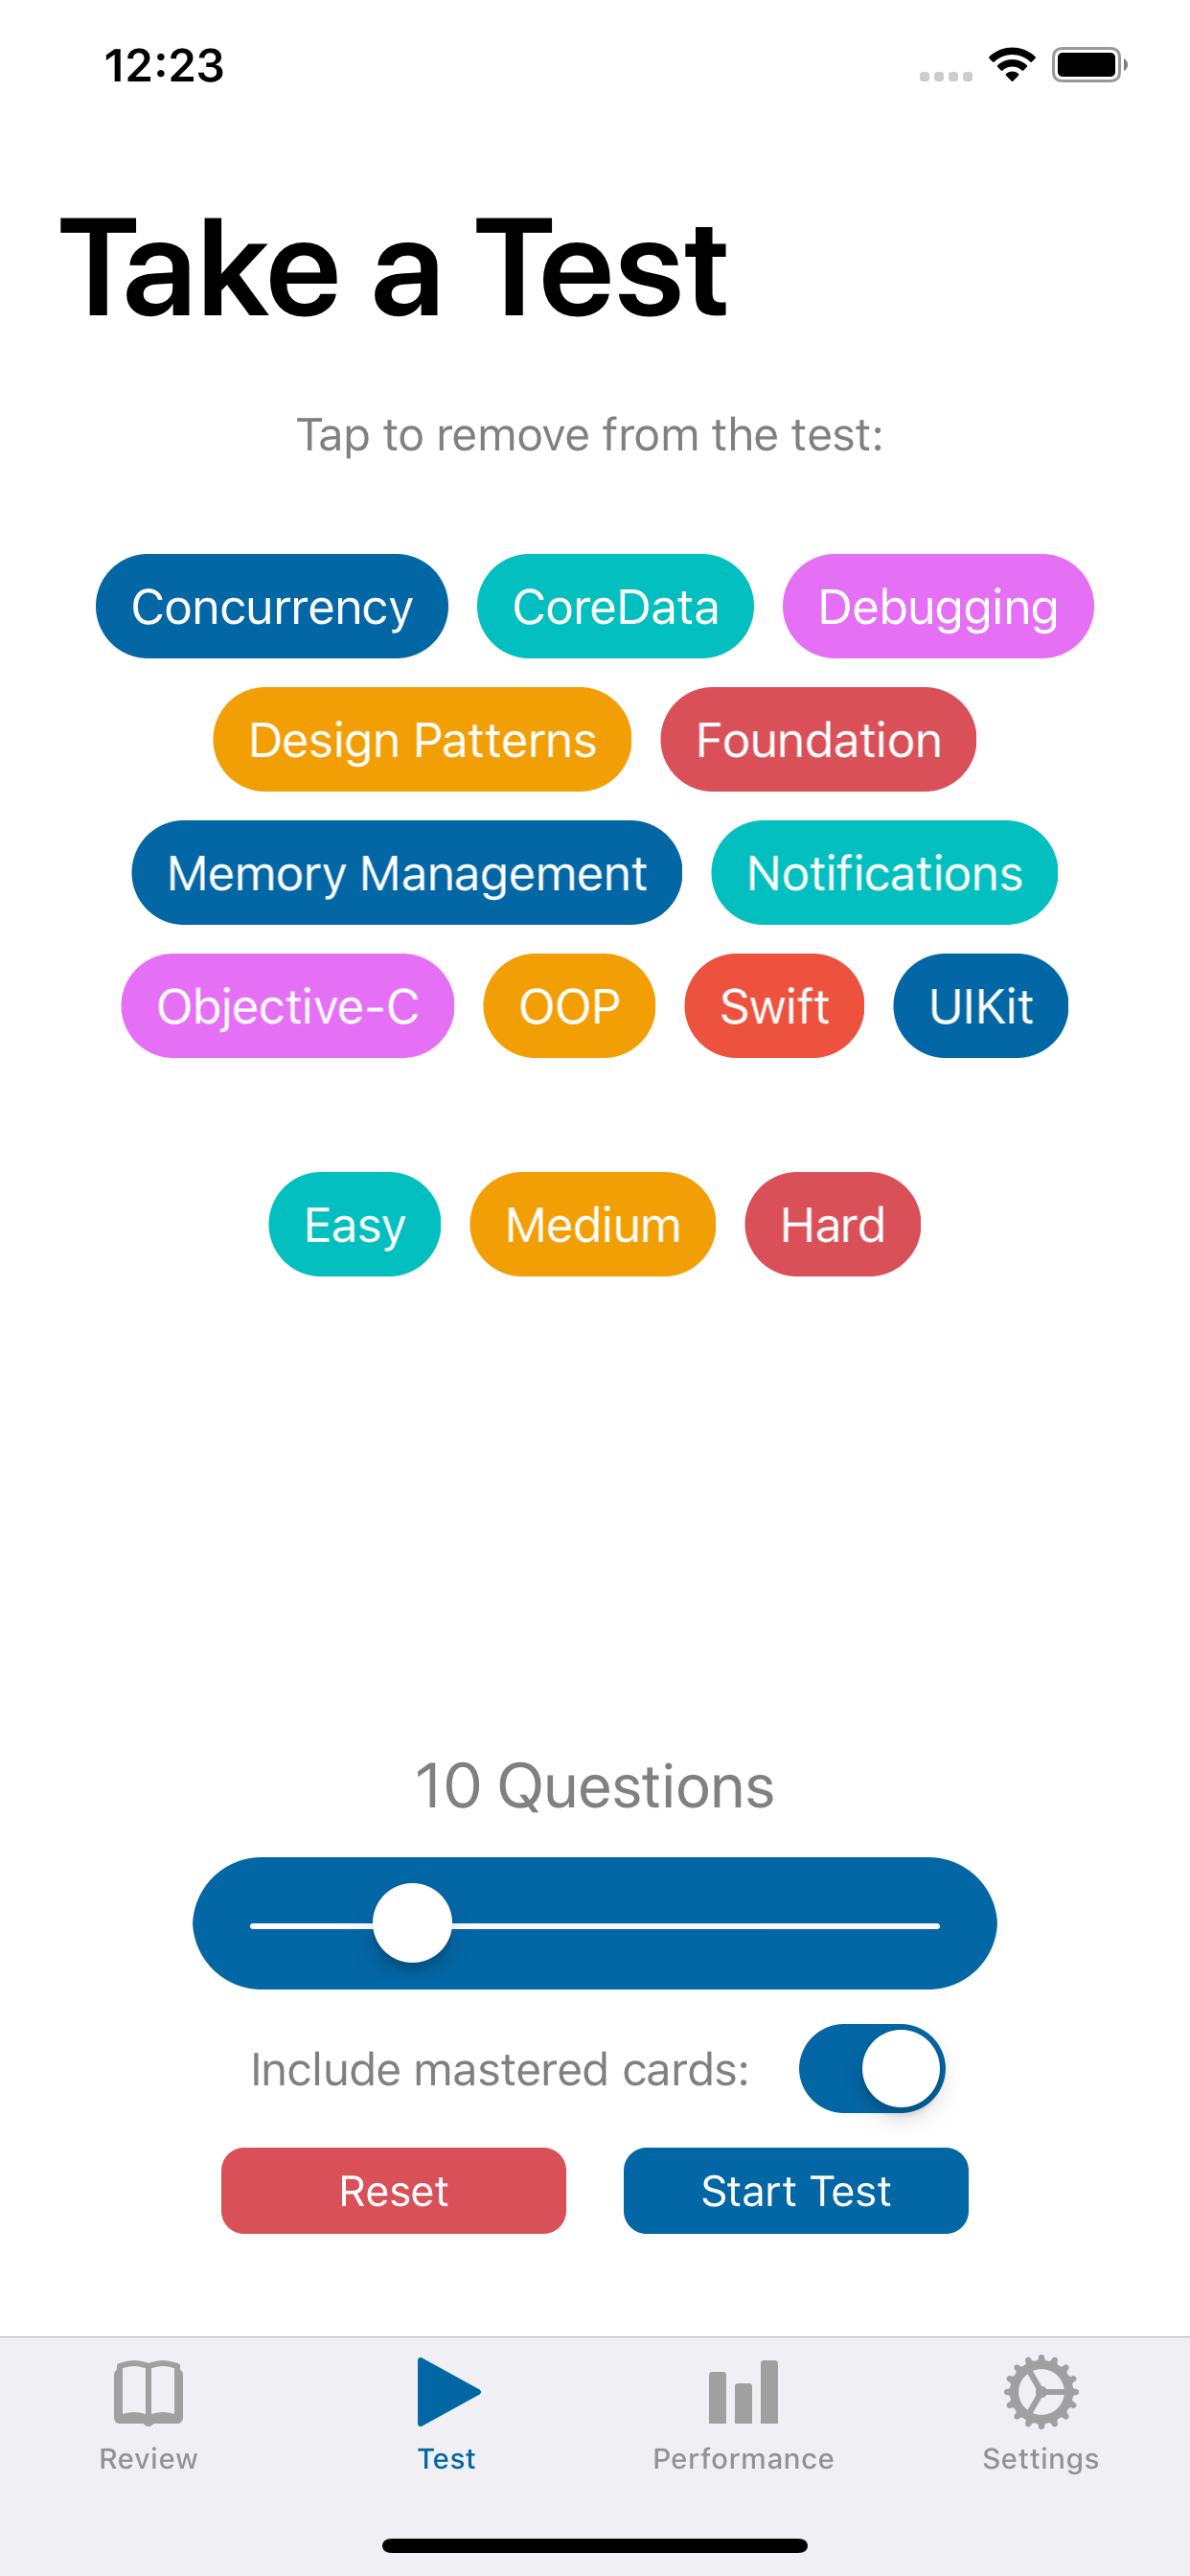 12:23
Take a Test
Tap to remove from the test:
Concurrency CoreData Debugging
Design Patterns Foundation
Memory Management Notifications
Objective-C OOP Swift UIKit
Easy Medium Hard
10 Questions
Include mastered cards:
Reset Start Test
Review Test Performance Settings